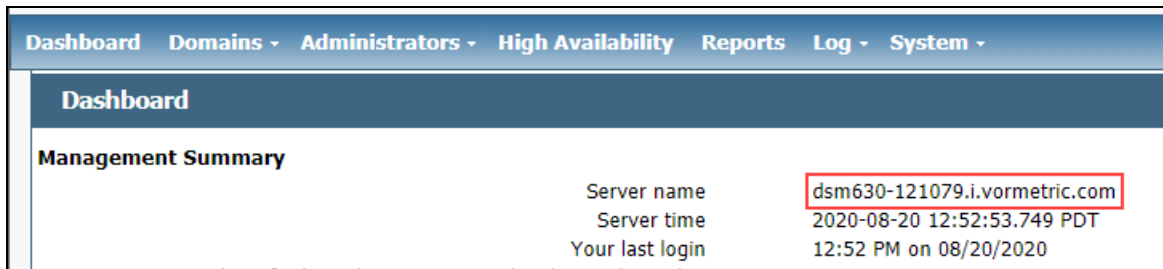 Dashboard Domains - Administrators - High Availability Reports Log - System -
Dashboard
Management Summary
Server name dsm630-121079.i.vormetric.com
Server time 2020-08-20 12:52:53.749 PDT
Your last login 12:52 PM on 08/20/2020